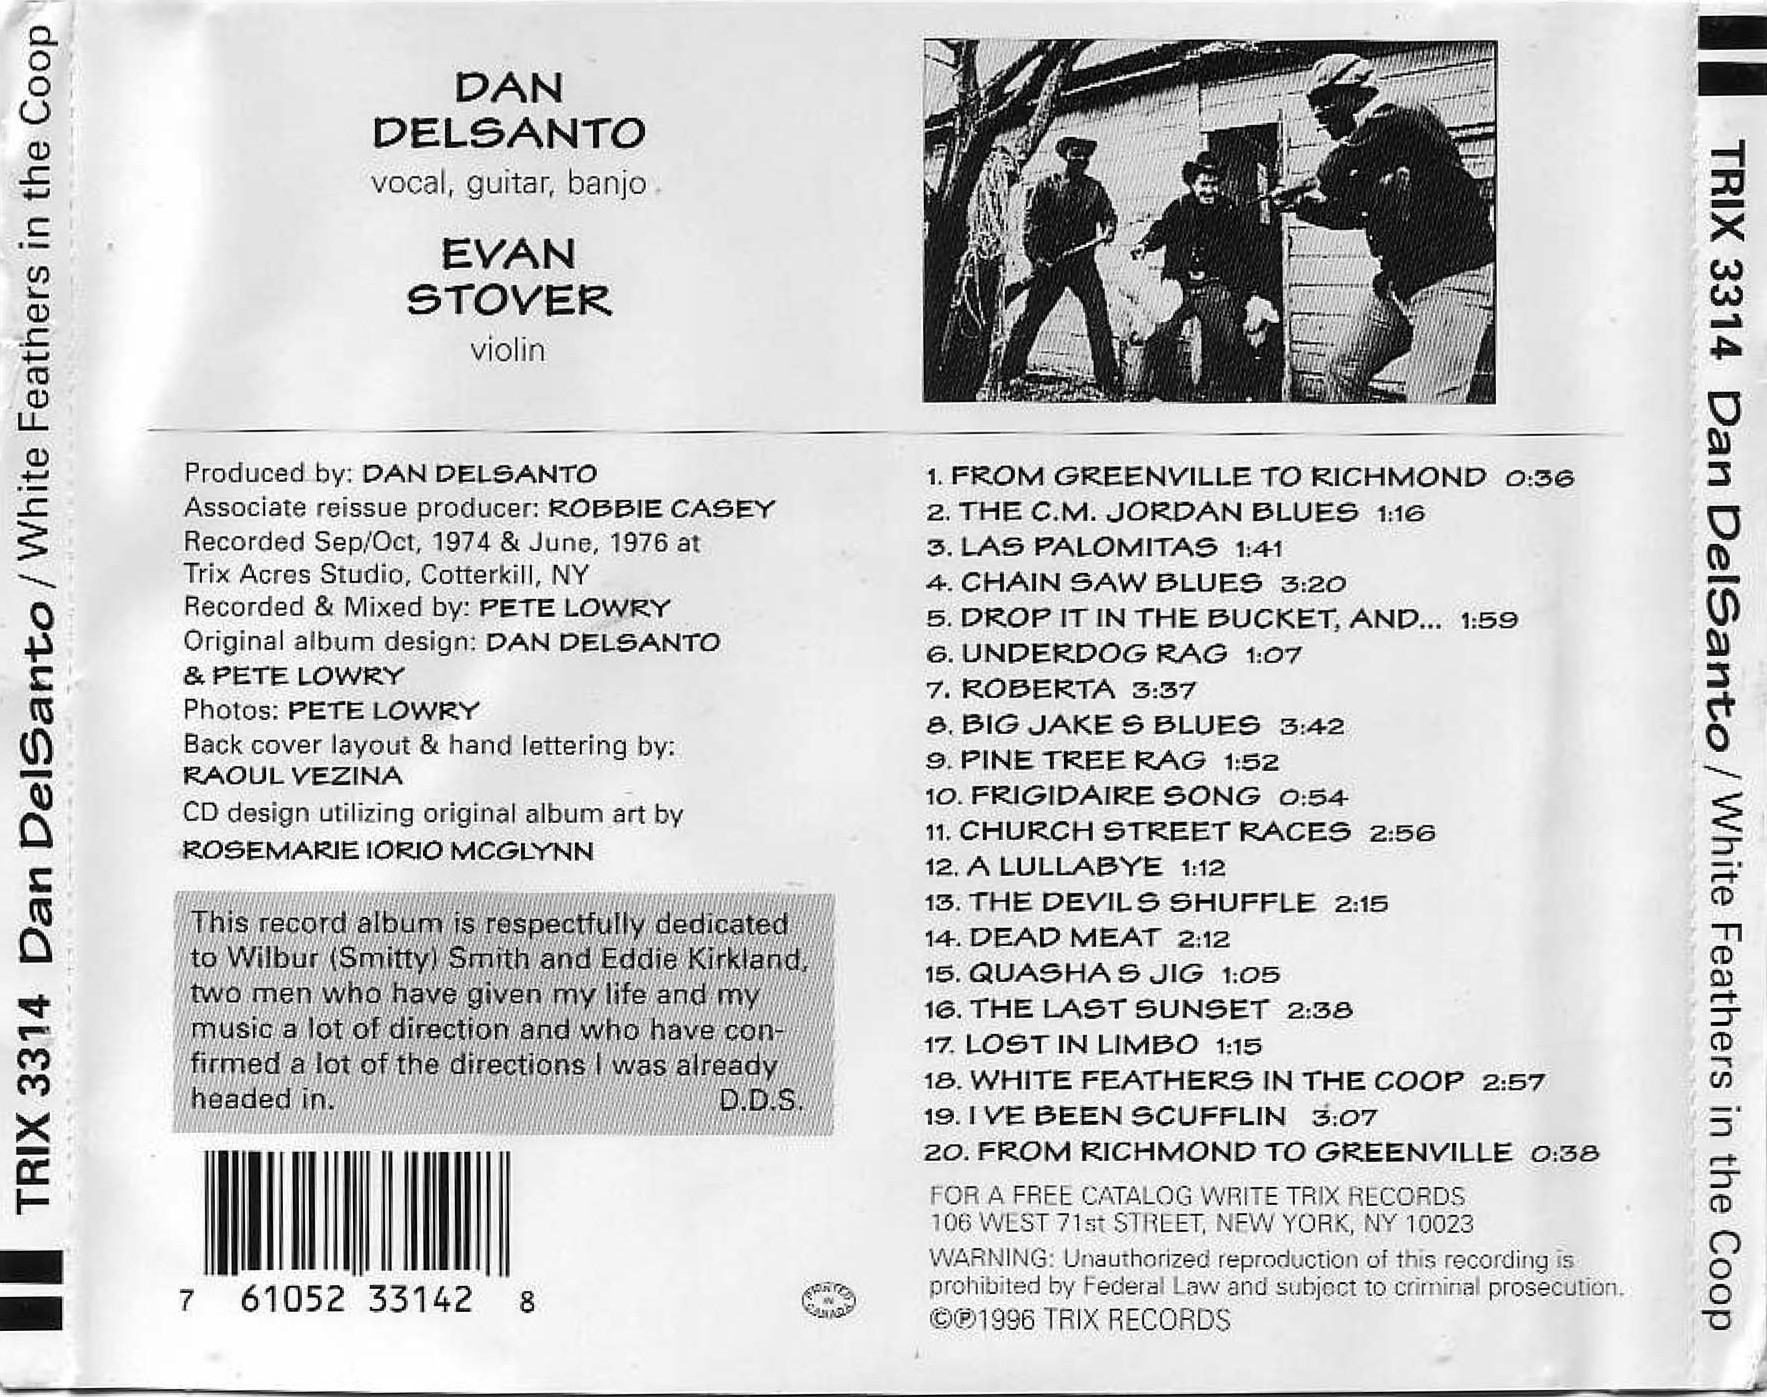 TRIX 3314 Dan DelSanto / White Feathers in the Coop
DAN
DELSANTO
vocal, guitar, banjo
EVAN
STOVER
violin
Produced by: DAN DELSANTO
Associate reissue producer: ROBBIE CASEY
Recorded Sep/Oct, 1974 & June, 1976 at
Trix Acres Studio, Cotterkill, NY
Recorded & Mixed by: PETE LOWRY
Original album design: DAN DELSANTO
& PETE LOWRY
Photos: PETE LOWRY
Back cover layout & hand lettering by:
RAOUL VEZINA
CD design utilizing original album art by
ROSEMARIE IORIO MCGLYNN
This record album is respectfully dedicated
to Wilbur (Smitty) Smith and Eddie Kirkland,
two men who have given my life and my
music a lot of direction and who have con-
firmed a lot of the directions I was already
headed in. D.D.S.
7 61052 33142 8
PRINTED
IN
CANADA
1. FROM GREENVILLE TO RICHMOND 0:36
2. THE C.M. JORDAN BLUES 1:16
3. LAS PALOMITAS 1:41
4. CHAIN SAW BLUES 3:20
5. DROP IT IN THE BUCKET, AND... 1:59
6. UNDERDOG RAG 1:07
7. ROBERTA 3:37
8. BIG JAKE S BLUES 3:42
9. PINE TREE RAG 1:52
10. FRIGIDAIRE SONG 0:54
11. CHURCH STREET RACES 2:56
12. A LULLABYE 1:12
13. THE DEVIL S SHUFFLE 2:15
14. DEAD MEAT 2:12
15. QUASHA S JIG 1:05
16. THE LAST SUNSET 2:38
17. LOST IN LIMBO 1:15
18. WHITE FEATHERS IN THE COOP 2:57
19. I VE BEEN SCUFFLIN 3:07
20. FROM RICHMOND TO GREENVILLE 0:38
FOR A FREE CATALOG WRITE TRIX RECORDS
106 WEST 71st STREET, NEW YORK, NY 10023
WARNING: Unauthorized reproduction of this recording is
prohibited by Federal Law and subject to criminal prosecution.
©℗1996 TRIX RECORDS
TRIX 3314 Dan DelSanto / White Feathers in the Coop